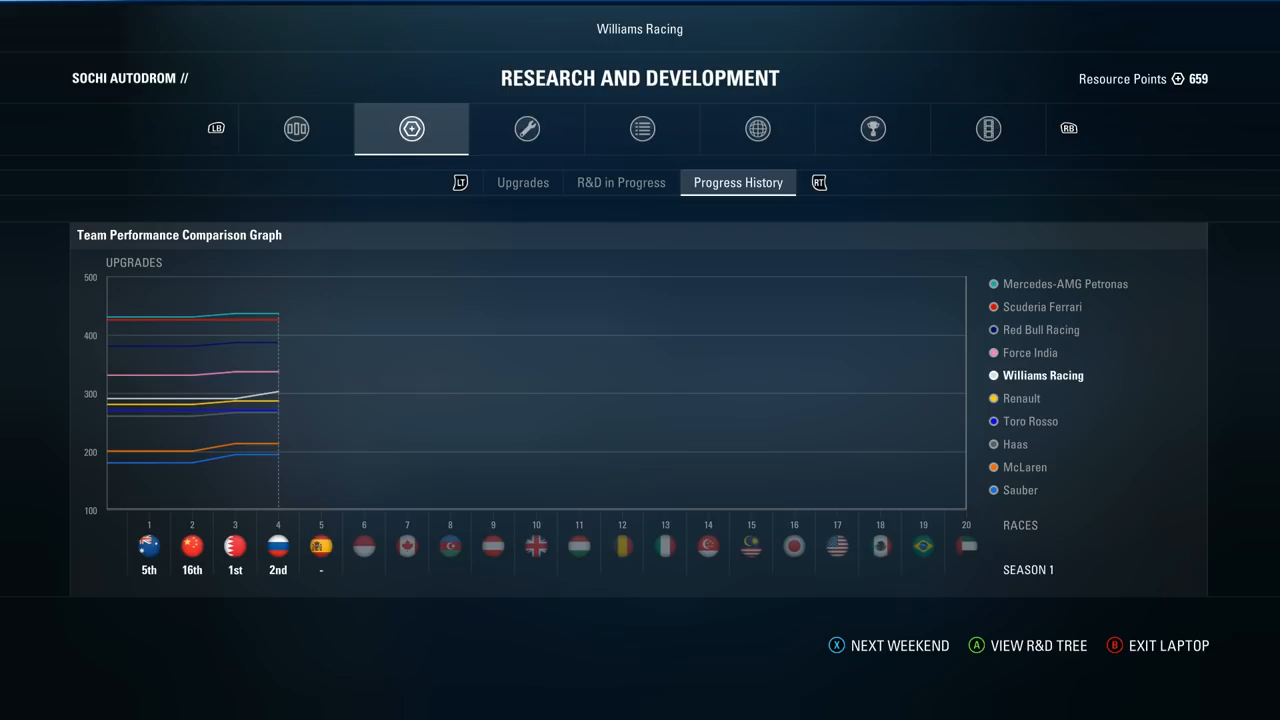 Williams Racing
SOCHI AUTODROM //
RESEARCH AND DEVELOPMENT
Resource Points 659
LB
RB
LT
Upgrades
R&D in Progress
Progress History
RT
Team Performance Comparison Graph
UPGRADES
500
400
300
200
100
Mercedes-AMG Petronas
Scuderia Ferrari
Red Bull Racing
Force India
Williams Racing
Renault
Toro Rosso
Haas
McLaren
Sauber
1 2 3 4 5 6 7 8 9 10 11 12 13 14 15 16 17 18 19 20
RACES
5th 16th 1st 2nd -
SEASON 1
X NEXT WEEKEND
A VIEW R&D TREE
B EXIT LAPTOP